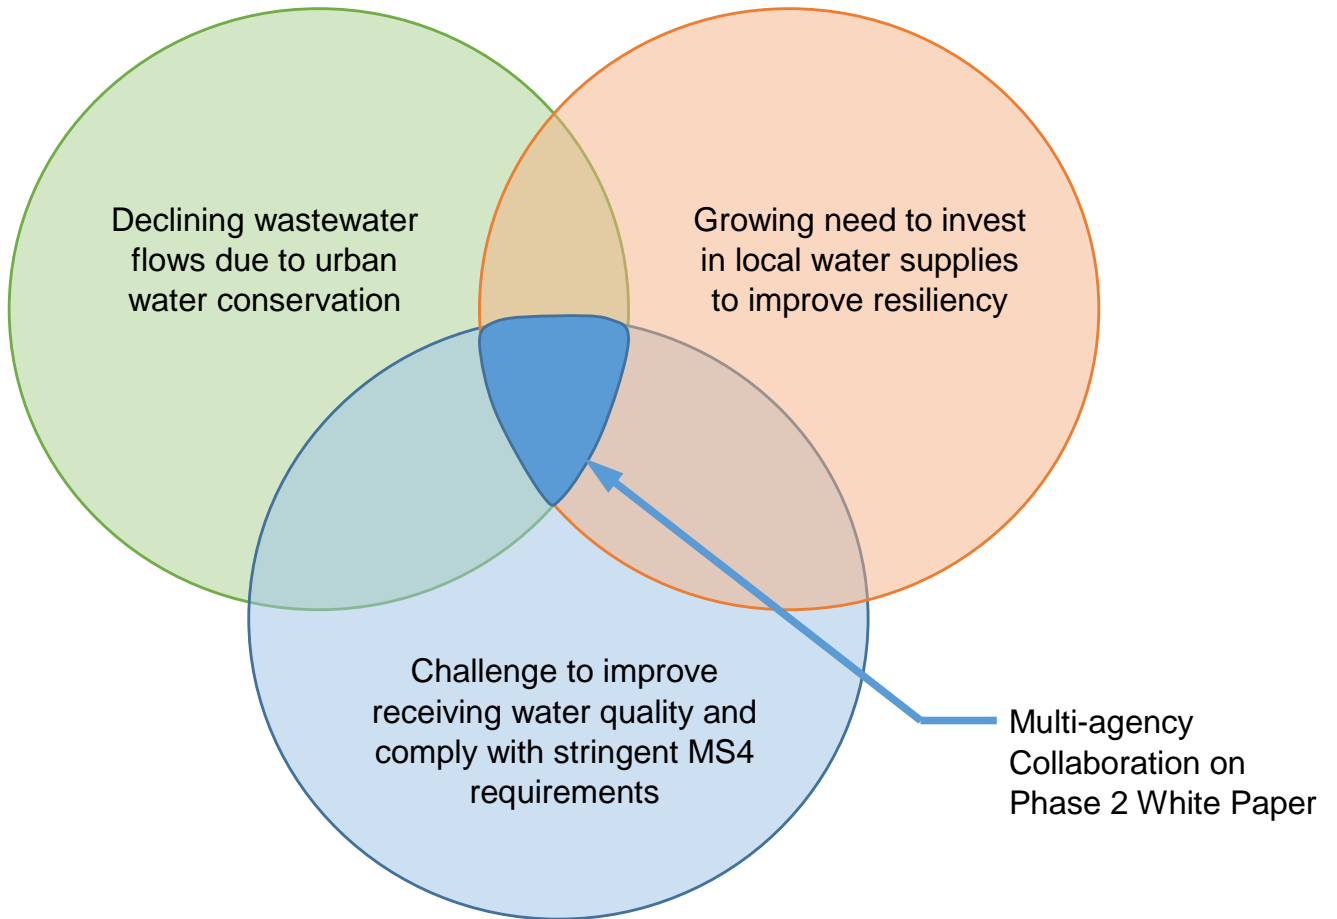 Declining wastewater
flows due to urban
water conservation
Growing need to invest
in local water supplies
to improve resiliency
Challenge to improve
receiving water quality and
comply with stringent MS4
requirements
Multi-agency
Collaboration on
Phase 2 White Paper